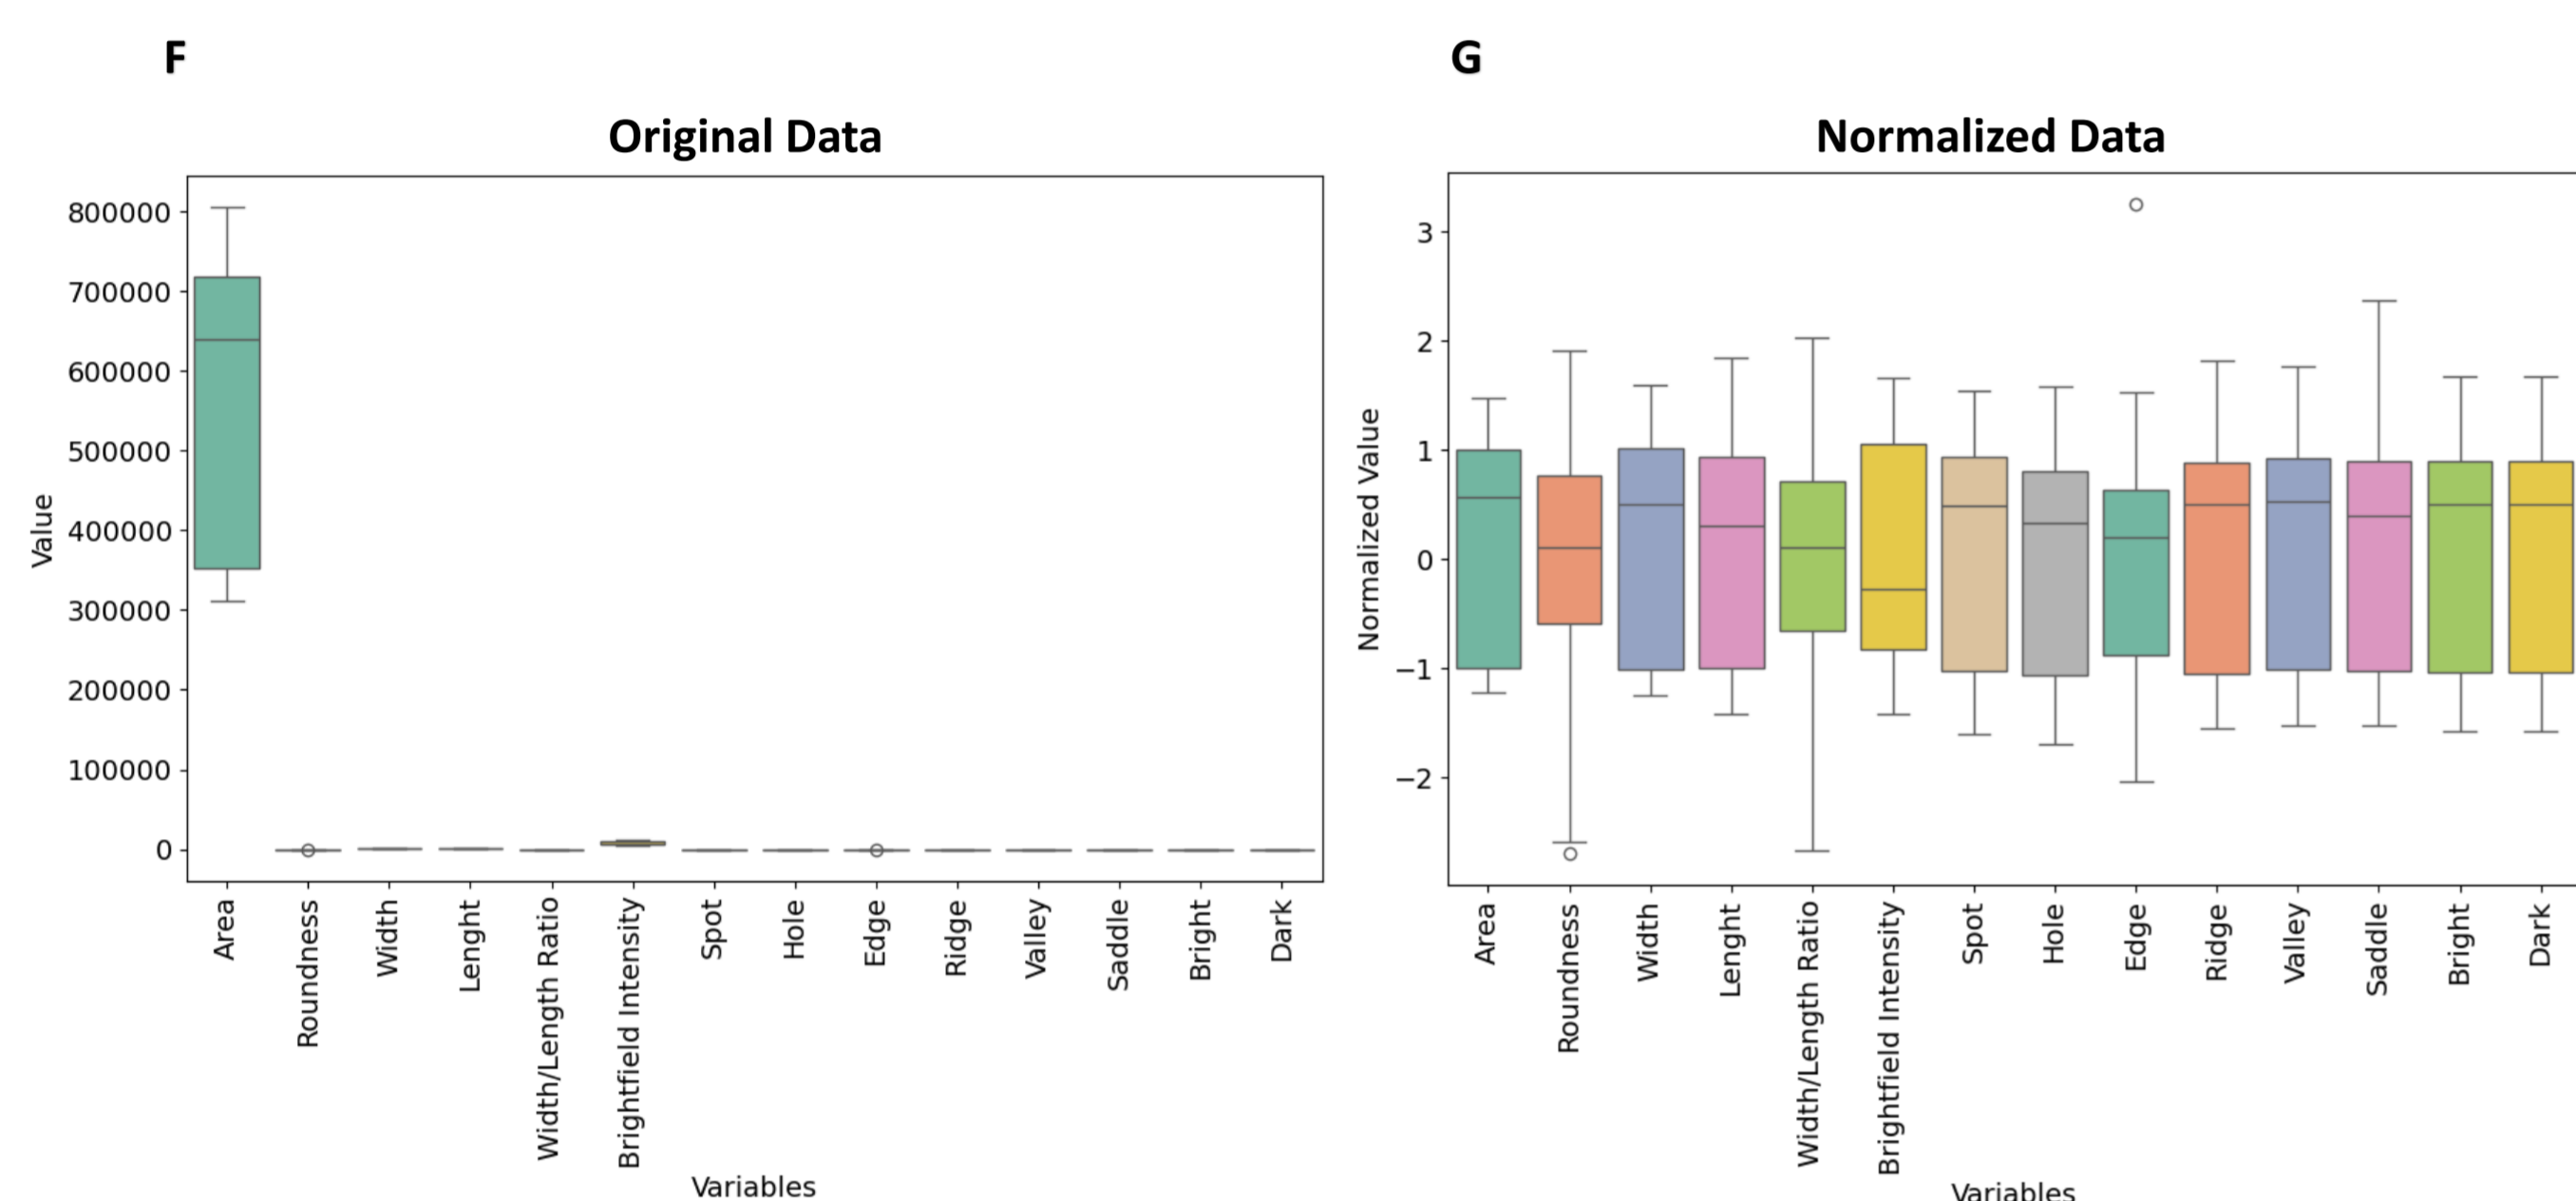 F
Original Data
Value
800000
700000
600000
500000
400000
300000
200000
100000
0
Area
Roundness
Width
Lenght
Width/Length Ratio
Brightfield Intensity
Spot
Hole
Edge
Ridge
Valley
Saddle
Bright
Dark
Variables
G
Normalized Data
Normalized Value
3
2
1
0
−1
−2
Area
Roundness
Width
Lenght
Width/Length Ratio
Brightfield Intensity
Spot
Hole
Edge
Ridge
Valley
Saddle
Bright
Dark
Variables